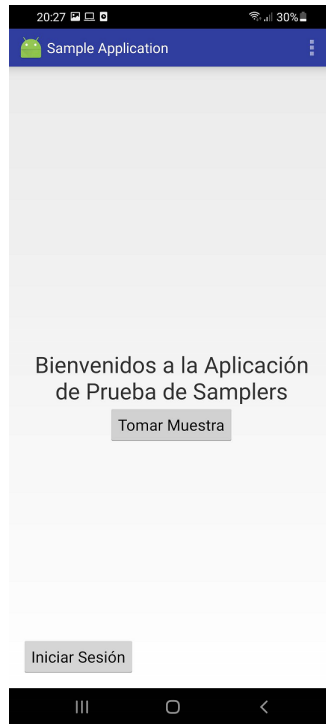 20:27 30%
Sample Application
Bienvenidos a la Aplicación
de Prueba de Samplers
Tomar Muestra
Iniciar Sesión